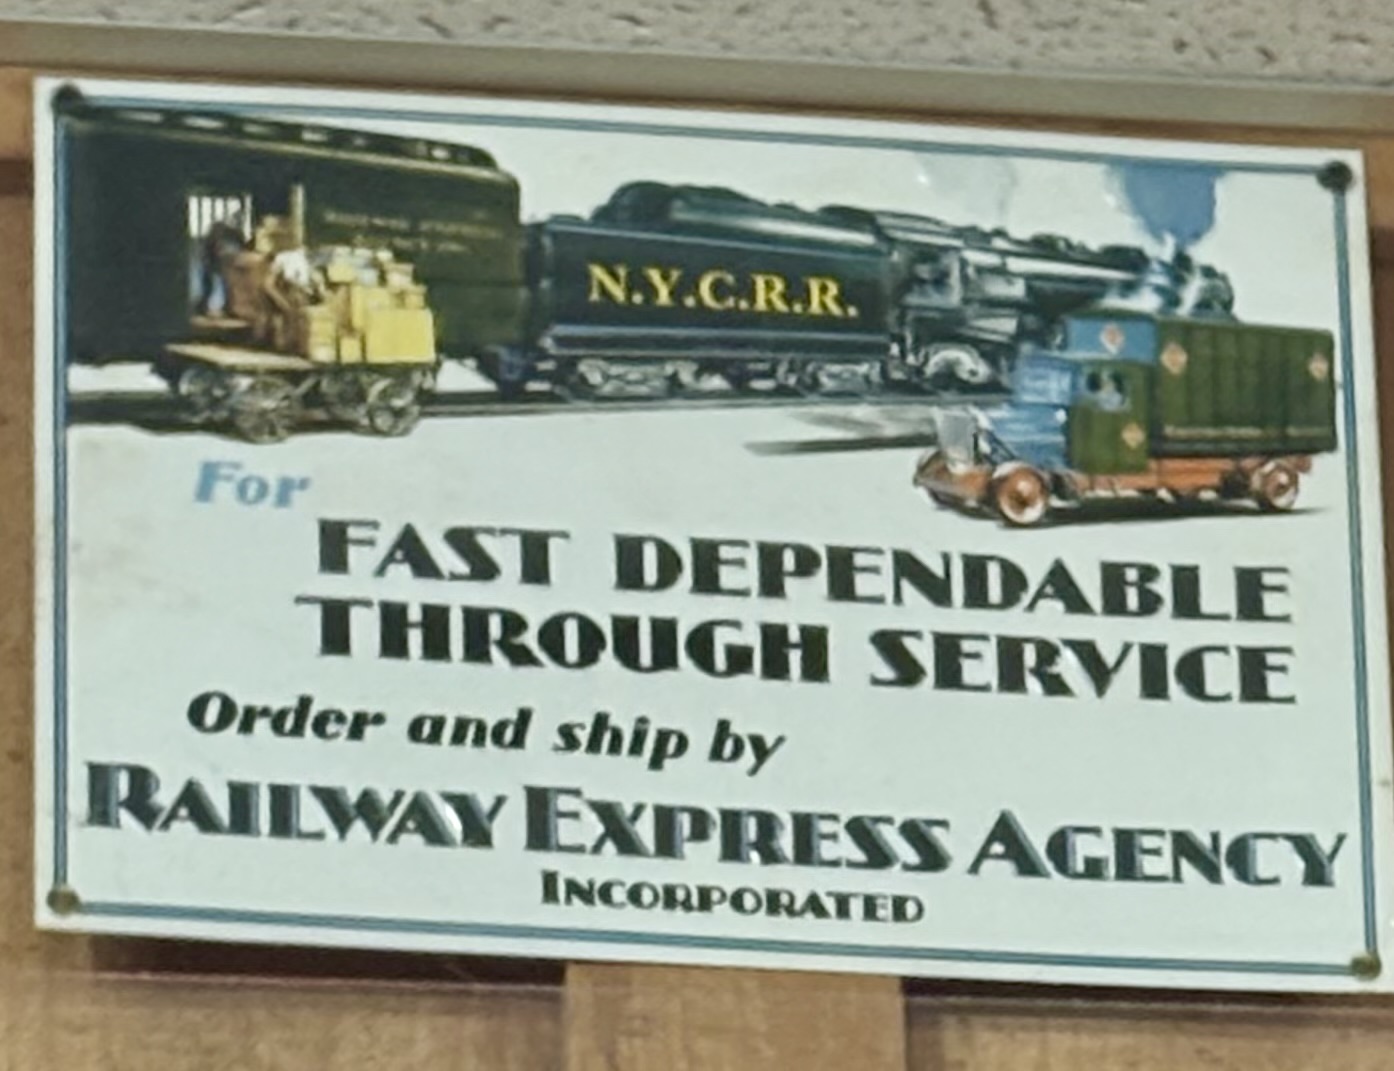 N.Y.C.R.R.
For
FAST DEPENDABLE
THROUGH SERVICE
Order and ship by
RAILWAY EXPRESS AGENCY
INCORPORATED